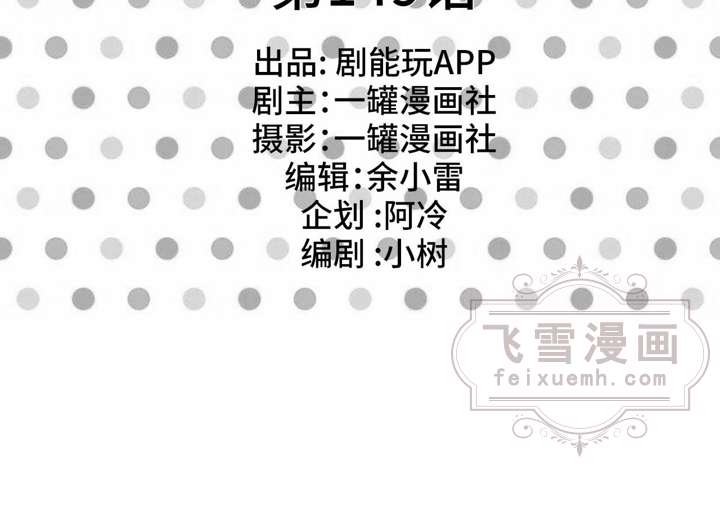 出品: 剧能玩APP
剧主：一罐漫画社
摄影：一罐漫画社
编辑：余小雷
企划 :阿冷
编剧 :小树
飞雪漫画
feixuemh.com